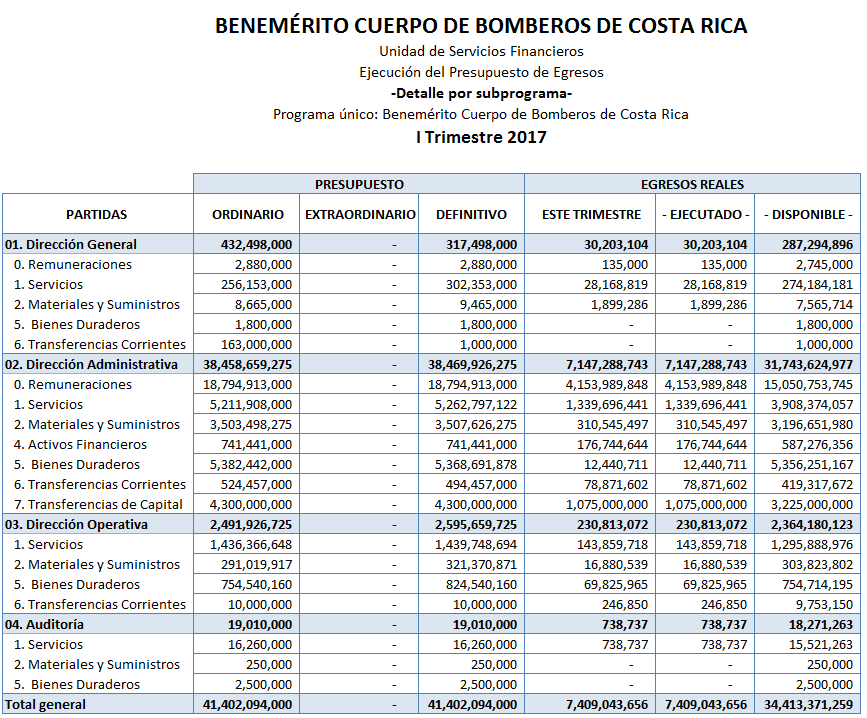 BENEMÉRITO CUERPO DE BOMBEROS DE COSTA RICA
Unidad de Servicios Financieros
Ejecución del Presupuesto de Egresos
-Detalle por subprograma-
Programa único: Benemérito Cuerpo de Bomberos de Costa Rica
I Trimestre 2017
PRESUPUESTO EGRESOS REALES
PARTIDAS ORDINARIO EXTRAORDINARIO DEFINITIVO ESTE TRIMESTRE - EJECUTADO - - DISPONIBLE -
01. Dirección General 432,498,000 - 317,498,000 30,203,104 30,203,104 287,294,896
0. Remuneraciones 2,880,000 - 2,880,000 135,000 135,000 2,745,000
1. Servicios 256,153,000 - 302,353,000 28,168,819 28,168,819 274,184,181
2. Materiales y Suministros 8,665,000 - 9,465,000 1,899,286 1,899,286 7,565,714
5. Bienes Duraderos 1,800,000 - 1,800,000 - - 1,800,000
6. Transferencias Corrientes 163,000,000 - 1,000,000 - - 1,000,000
02. Dirección Administrativa 38,458,659,275 - 38,469,926,275 7,147,288,743 7,147,288,743 31,743,624,977
0. Remuneraciones 18,794,913,000 - 18,794,913,000 4,153,989,848 4,153,989,848 15,050,753,745
1. Servicios 5,211,908,000 - 5,262,797,122 1,339,696,441 1,339,696,441 3,908,374,057
2. Materiales y Suministros 3,503,498,275 - 3,507,626,275 310,545,497 310,545,497 3,196,651,980
4. Activos Financieros 741,441,000 - 741,441,000 176,744,644 176,744,644 587,276,356
5. Bienes Duraderos 5,382,442,000 - 5,368,691,878 12,440,711 12,440,711 5,356,251,167
6. Transferencias Corrientes 524,457,000 - 494,457,000 78,871,602 78,871,602 419,317,672
7. Transferencias de Capital 4,300,000,000 - 4,300,000,000 1,075,000,000 1,075,000,000 3,225,000,000
03. Dirección Operativa 2,491,926,725 - 2,595,659,725 230,813,072 230,813,072 2,364,180,123
1. Servicios 1,436,366,648 - 1,439,748,694 143,859,718 143,859,718 1,295,888,976
2. Materiales y Suministros 291,019,917 - 321,370,871 16,880,539 16,880,539 303,823,802
5. Bienes Duraderos 754,540,160 - 824,540,160 69,825,965 69,825,965 754,714,195
6. Transferencias Corrientes 10,000,000 - 10,000,000 246,850 246,850 9,753,150
04. Auditoría 19,010,000 - 19,010,000 738,737 738,737 18,271,263
1. Servicios 16,260,000 - 16,260,000 738,737 738,737 15,521,263
2. Materiales y Suministros 250,000 - 250,000 - - 250,000
5. Bienes Duraderos 2,500,000 - 2,500,000 - - 2,500,000
Total general 41,402,094,000 - 41,402,094,000 7,409,043,656 7,409,043,656 34,413,371,259